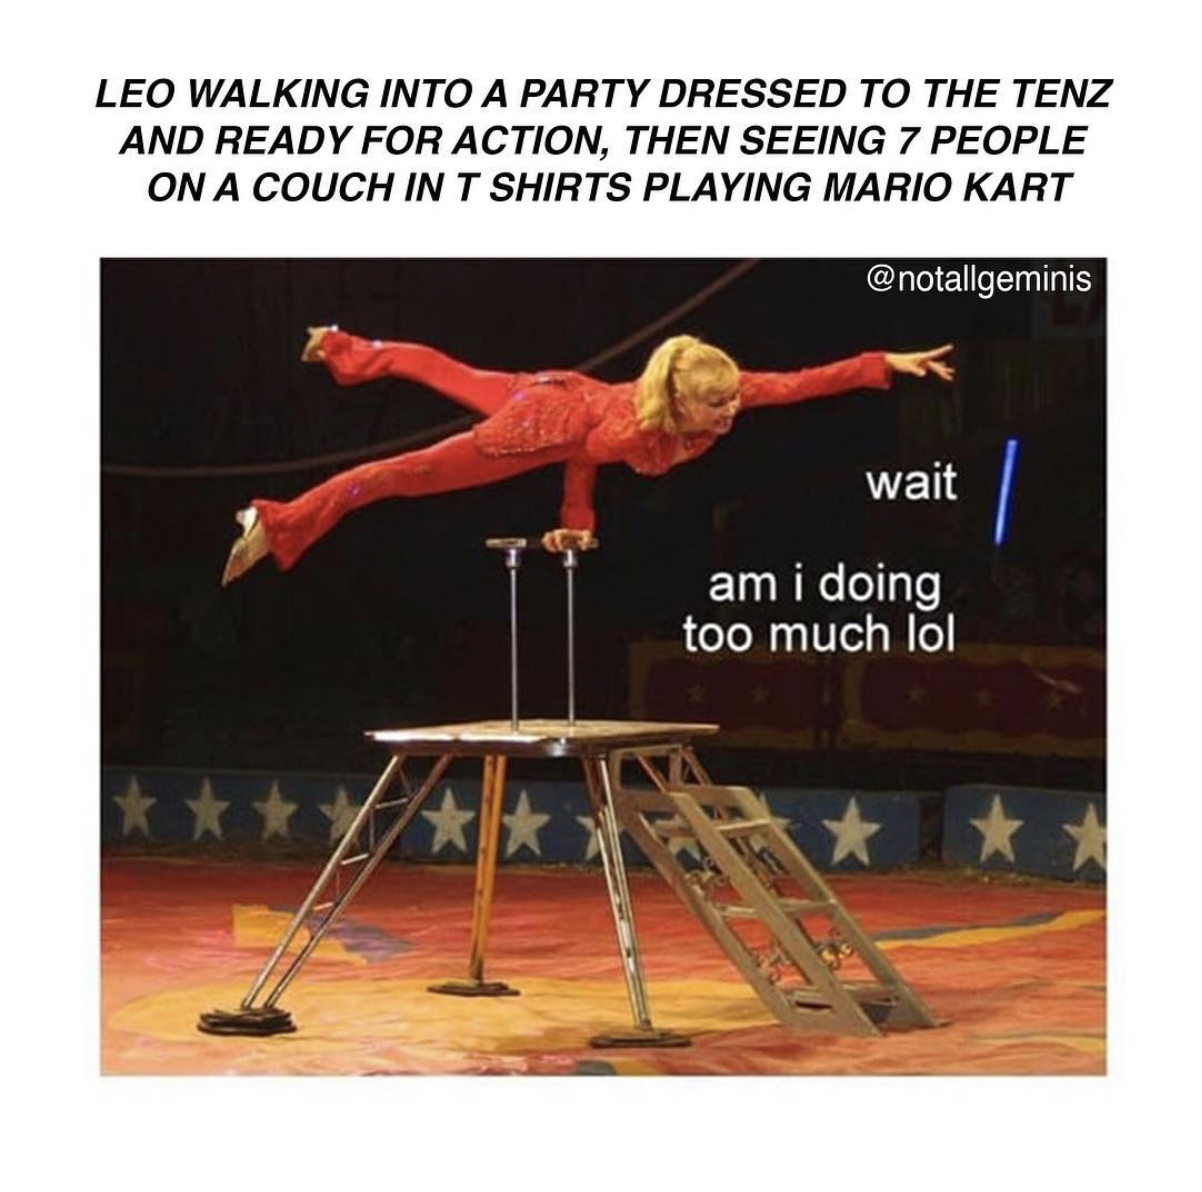 LEO WALKING INTO A PARTY DRESSED TO THE TENZ
AND READY FOR ACTION, THEN SEEING 7 PEOPLE
ON A COUCH IN T SHIRTS PLAYING MARIO KART
@notallgeminis
wait
am i doing
too much lol